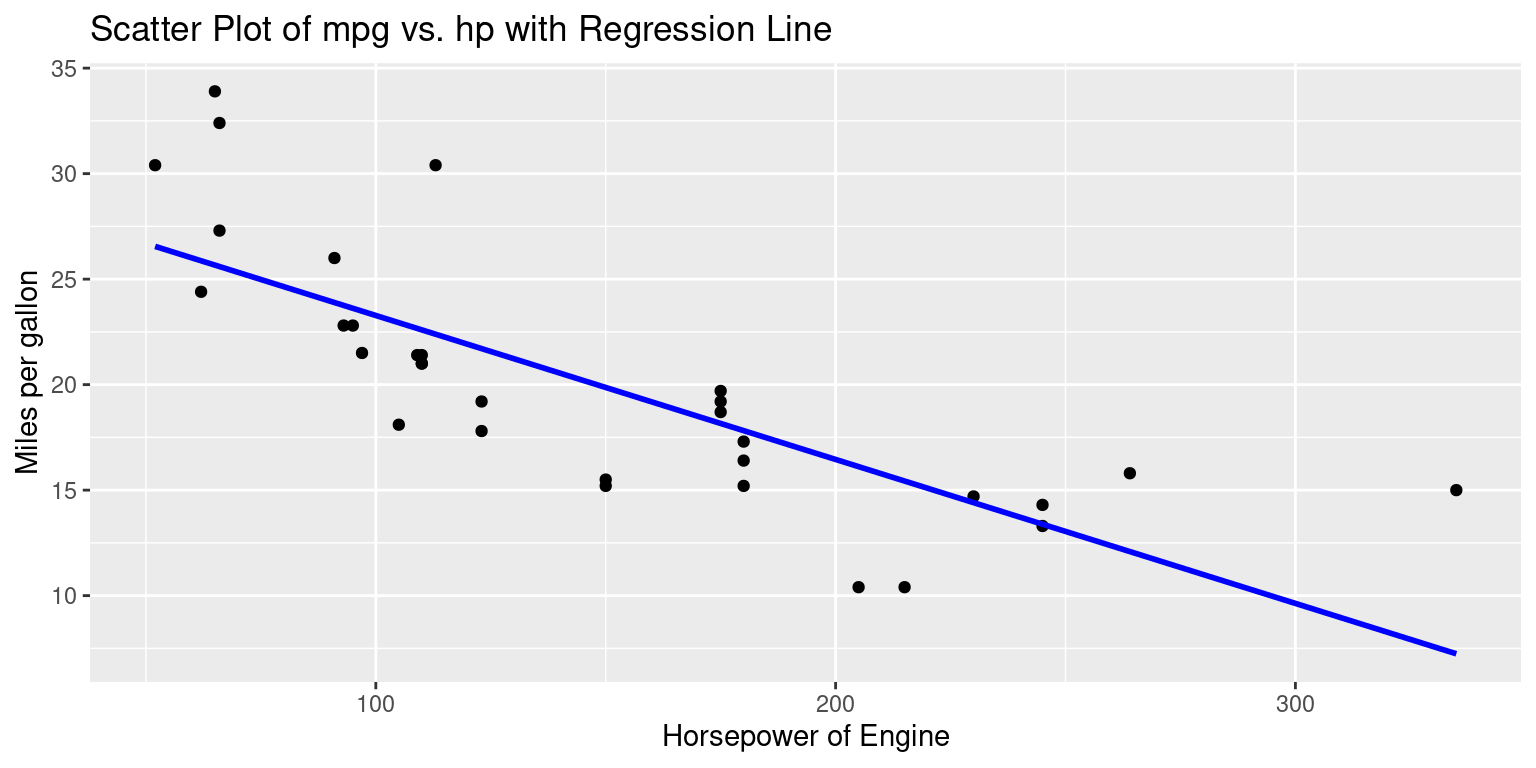 Scatter Plot of mpg vs. hp with Regression Line
35
30
25
20
15
10
Miles per gallon
100 200 300
Horsepower of Engine